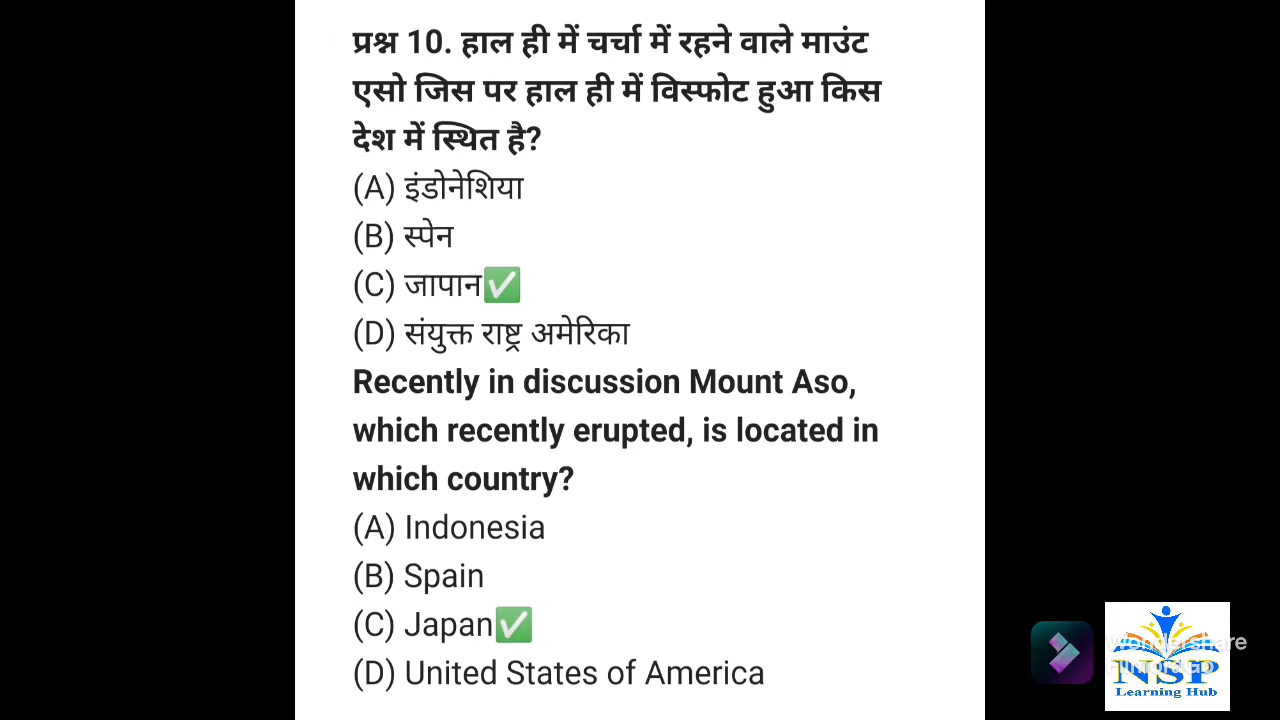 प्रश्न 10. हाल ही में चर्चा में रहने वाले माउंट
एसो जिस पर हाल ही में विस्फोट हुआ किस
देश में स्थित है?
(A) इंडोनेशिया
(B) स्पेन
(C) जापान✅
(D) संयुक्त राष्ट्र अमेरिका
Recently in discussion Mount Aso,
which recently erupted, is located in
which country?
(A) Indonesia
(B) Spain
(C) Japan✅
(D) United States of America
Wondershare
NSP
Learning Hub